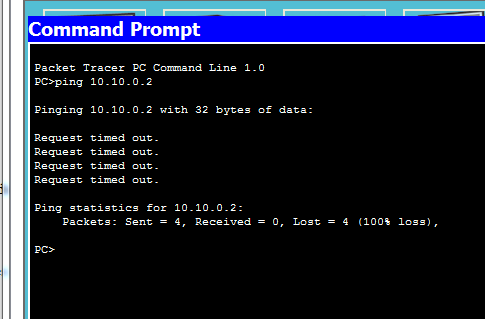 Command Prompt
Packet Tracer PC Command Line 1.0
PC>ping 10.10.0.2
Pinging 10.10.0.2 with 32 bytes of data:
Request timed out.
Request timed out.
Request timed out.
Request timed out.
Ping statistics for 10.10.0.2:
Packets: Sent = 4, Received = 0, Lost = 4 (100% loss),
PC>